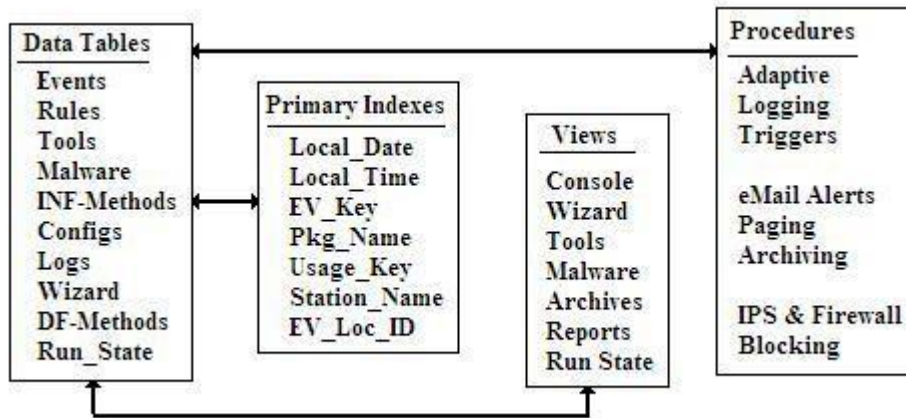 Data Tables
Events
Rules
Tools
Malware
INF-Methods
Configs
Logs
Wizard
DF-Methods
Run_State
Primary Indexes
Local_Date
Local_Time
EV_Key
Pkg_Name
Usage_Key
Station_Name
EV_Loc_ID
Views
Console
Wizard
Tools
Malware
Archives
Reports
Run State
Procedures
Adaptive
Logging
Triggers
eMail Alerts
Paging
Archiving
IPS & Firewall
Blocking